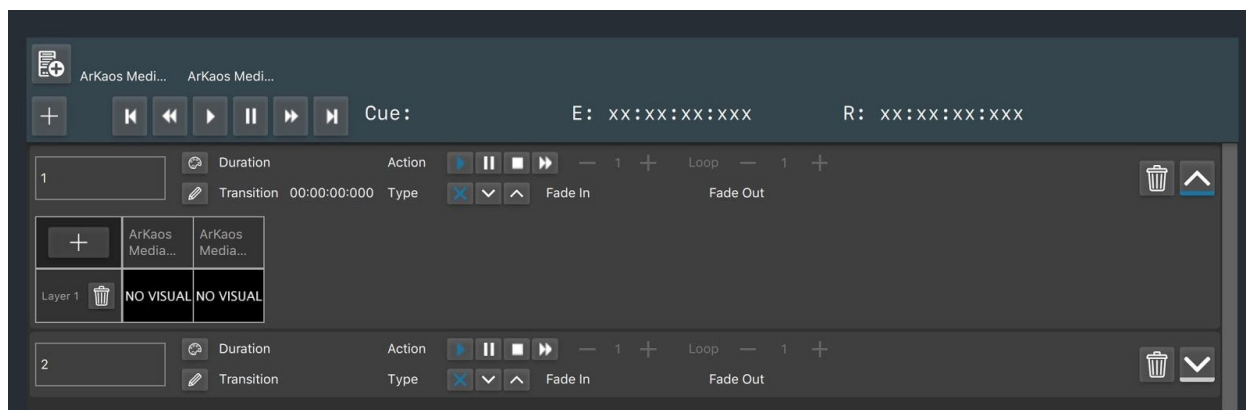 ArKaos Medi... ArKaos Medi...
Cue: E: xx:xx:xx:xxx R: xx:xx:xx:xxx
1 Duration Action 1 Loop 1
Transition 00:00:00:000 Type Fade In Fade Out
ArKaos ArKaos
Media... Media...
Layer 1 NO VISUAL NO VISUAL
2 Duration Action 1 Loop 1
Transition Type Fade In Fade Out